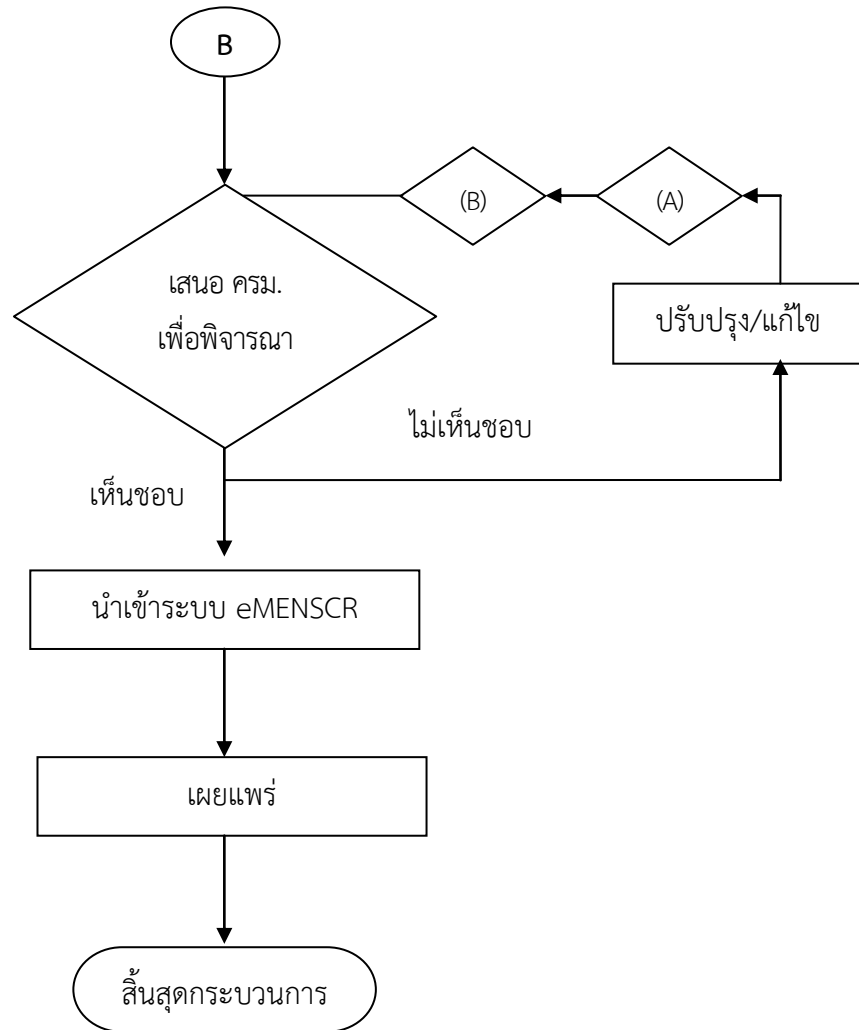 B
(B)
(A)
เสนอ ครม.
เพื่อพิจารณา
ปรับปรุง/แก้ไข
ไม่เห็นชอบ
เห็นชอบ
นำเข้าระบบ eMENSCR
เผยแพร่
สิ้นสุดกระบวนการ